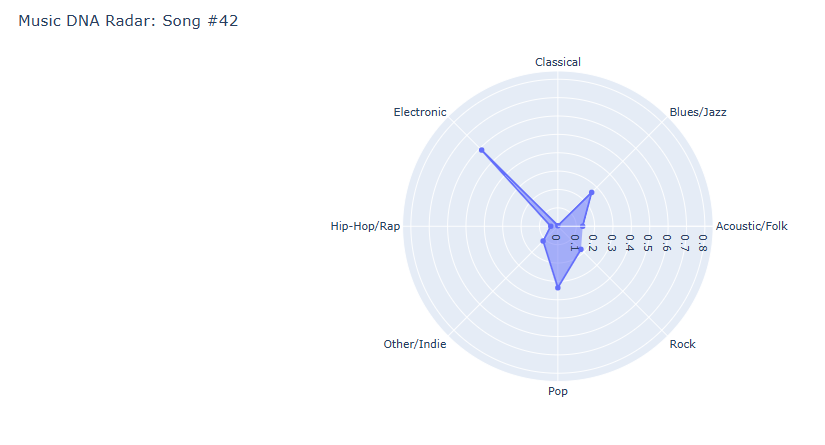 Music DNA Radar: Song #42
Classical
Electronic
Blues/Jazz
Hip-Hop/Rap
Acoustic/Folk
0
0.1
0.2
0.3
0.4
0.5
0.6
0.7
0.8
Other/Indie
Rock
Pop